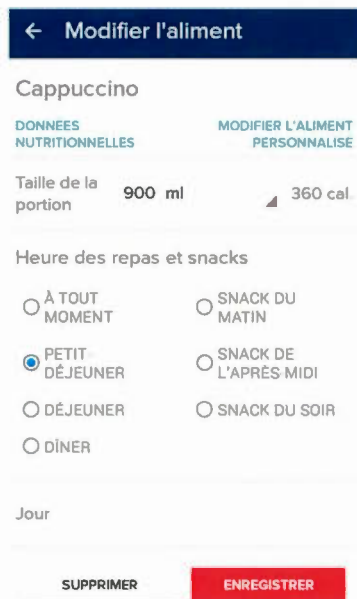 ← Modifier l'aliment
Cappuccino
DONNEES
NUTRITIONNELLES
MODIFIER L'ALIMENT
PERSONNALISE
Taille de la
portion
900 ml
360 cal
Heure des repas et snacks
À TOUT
MOMENT
SNACK DU
MATIN
PETIT
DÉJEUNER
SNACK DE
L'APRÈS MIDI
DÉJEUNER
SNACK DU SOIR
DÎNER
Jour
SUPPRIMER
ENREGISTRER